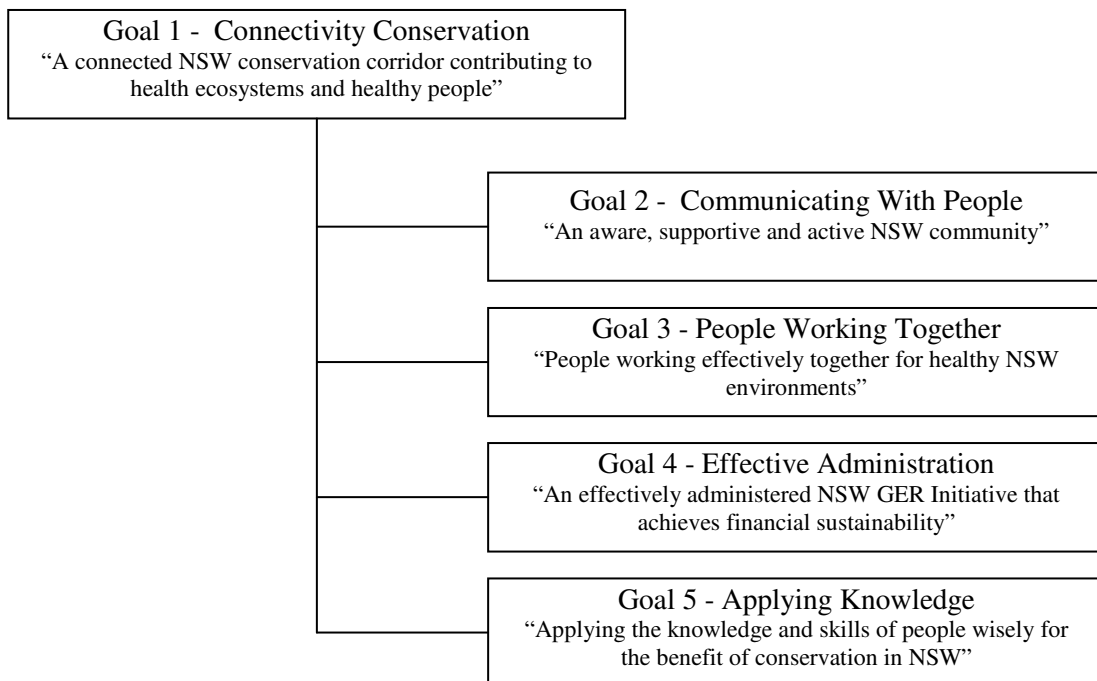 Goal 1 -  Connectivity Conservation
“A connected NSW conservation corridor contributing to
health ecosystems and healthy people”
Goal 2 -  Communicating With People
“An aware, supportive and active NSW community”
Goal 3 - People Working Together
“People working effectively together for healthy NSW
environments”
Goal 4 - Effective Administration
“An effectively administered NSW GER Initiative that
achieves financial sustainability”
Goal 5 - Applying Knowledge
“Applying the knowledge and skills of people wisely for
the benefit of conservation in NSW”